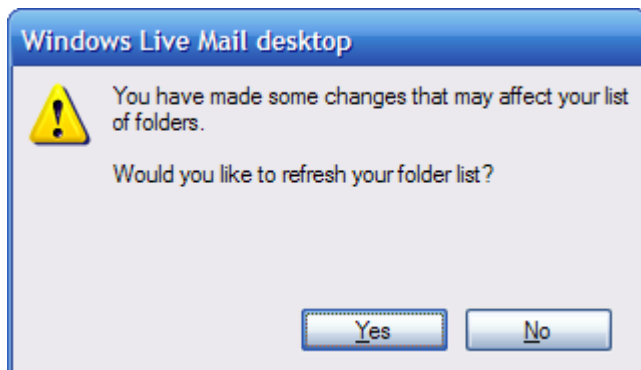 Windows Live Mail desktop
You have made some changes that may affect your list
of folders.
Would you like to refresh your folder list?
Yes
No